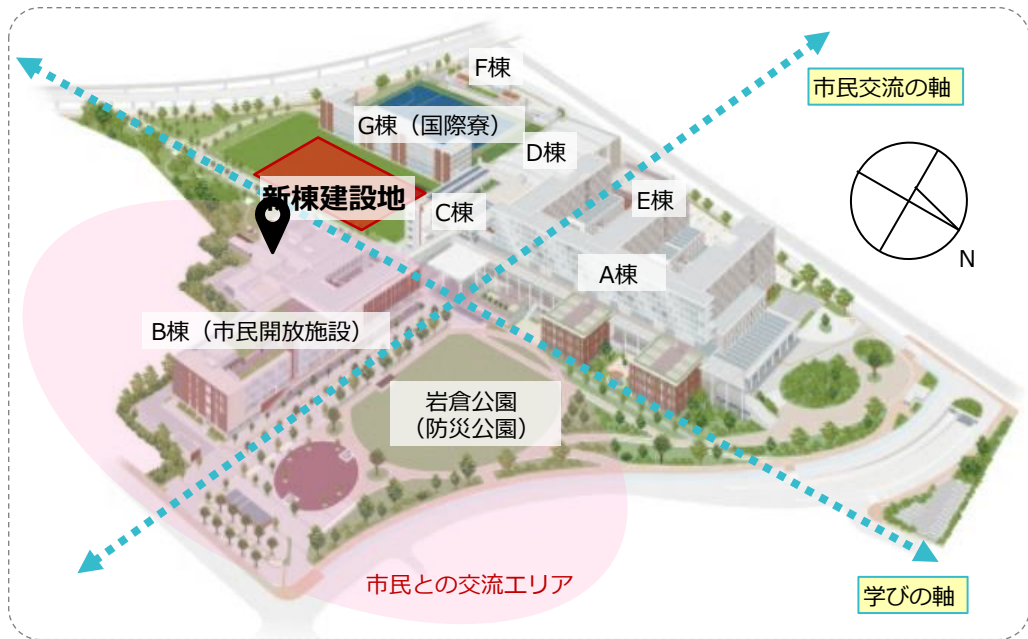 F棟
市民交流の軸
G棟（国際寮）
D棟
新棟建設地
C棟
E棟
N
A棟
B棟（市民開放施設）
岩倉公園
（防災公園）
市民との交流エリア
学びの軸